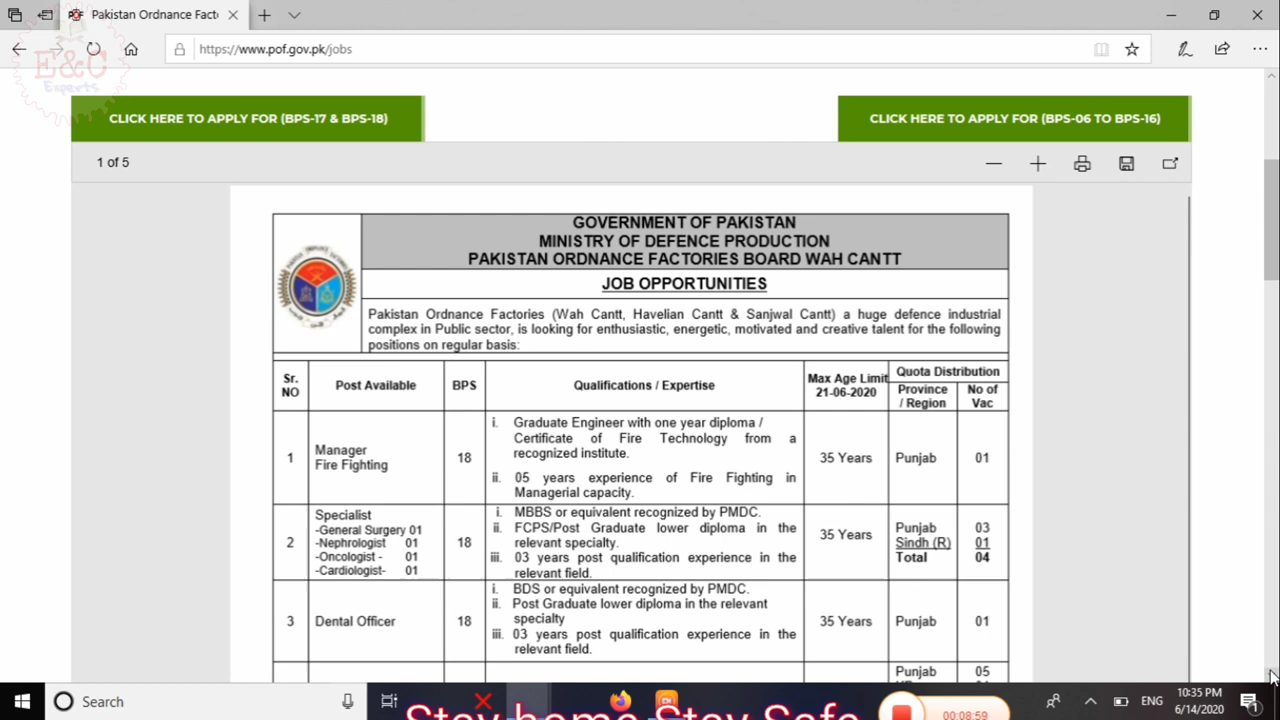 Pakistan Ordnance Facto
https://www.pof.gov.pk/jobs
E&C
Experts
CLICK HERE TO APPLY FOR (BPS-17 & BPS-18)
CLICK HERE TO APPLY FOR (BPS-06 TO BPS-16)
1 of 5
GOVERNMENT OF PAKISTAN
MINISTRY OF DEFENCE PRODUCTION
PAKISTAN ORDNANCE FACTORIES BOARD WAH CANTT
JOB OPPORTUNITIES
Pakistan Ordnance Factories (Wah Cantt, Havelian Cantt & Sanjwal Cantt) a huge defence industrial
complex in Public sector, is looking for enthusiastic, energetic, motivated and creative talent for the following
positions on regular basis:
Sr. NO
Post Available
BPS
Qualifications / Expertise
Max Age Limit
21-06-2020
Quota Distribution
Province / Region
No of Vac
1
Manager
Fire Fighting
18
i. Graduate Engineer with one year diploma /
Certificate of Fire Technology from a
recognized institute.
ii. 05 years experience of Fire Fighting in
Managerial capacity.
35 Years
Punjab
01
2
Specialist
-General Surgery 01
-Nephrologist 01
-Oncologist - 01
-Cardiologist- 01
18
i. MBBS or equivalent recognized by PMDC.
ii. FCPS/Post Graduate lower diploma in the
relevant specialty.
iii. 03 years post qualification experience in the
relevant field.
35 Years
Punjab 03
Sindh (R) 01
Total 04
3
Dental Officer
18
i. BDS or equivalent recognized by PMDC.
ii. Post Graduate lower diploma in the relevant
specialty
iii. 03 years post qualification experience in the
relevant field.
35 Years
Punjab
01
Punjab 05
Search
ENG
10:35 PM
6/14/2020
1
Stay home Stay Safe
00:08:59